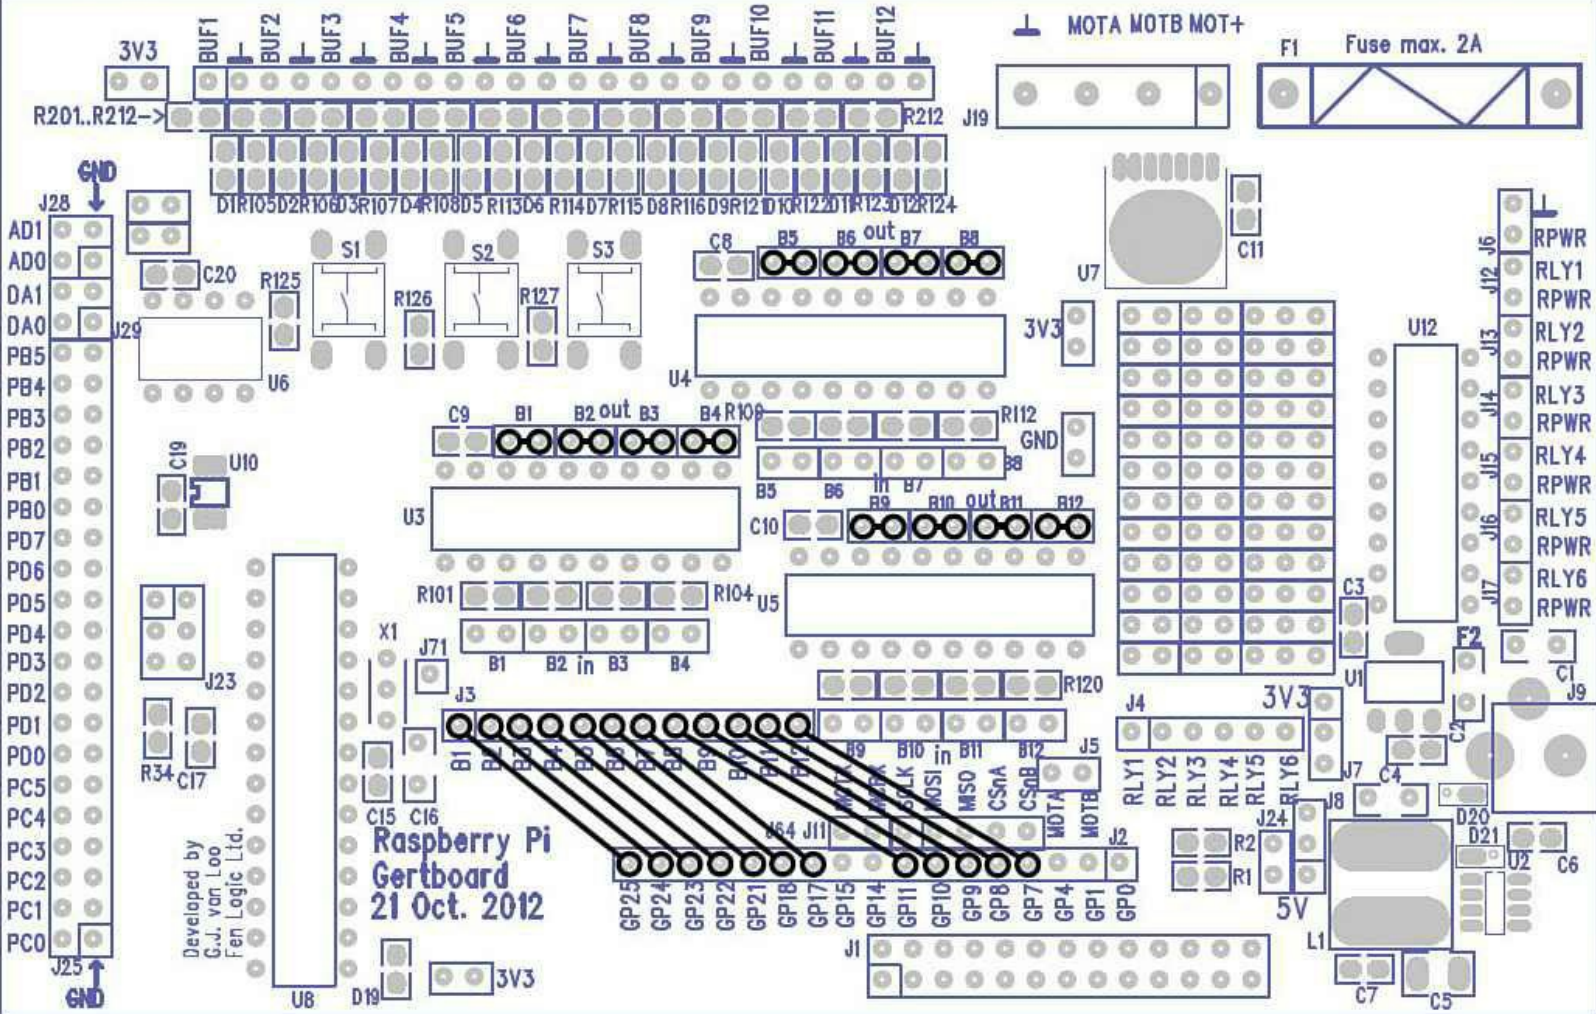 BUF1 BUF2 BUF3 BUF4 BUF5 BUF6 BUF7 BUF8 BUF9 BUF10 BUF11 BUF12
MOTA MOTB MOT+
3V3
F1 Fuse max. 2A
R201..R212-> R212
J19
D1 R105 D2 R106 D3 R107 D4 R108 D5 R113 D6 R114 D7 R115 D8 R116 D9 R121 D10 R122 D11 R123 D12 R124
GND
J28
AD1
AD0
DA1
DA0
J29
PB5
PB4
PB3
PB2
PB1
PB0
PD7
PD6
PD5
PD4
PD3
PD2
PD1
PD0
PC5
PC4
PC3
PC2
PC1
PC0
J25
GND
C20
R125
S1
R126
S2
R127
S3
U6
C19
U10
C8
B5 B6 out B7 B8
U4
U7
C11
3V3
GND
C9
B1 B2 out B3 B4
R109
R112
B8
B5 B6 in B7
U3
C10
B9 B10 out B11 B12
U5
R101
R104
B1 B2 in B3 B4
R120
B9 B10 in B11 B12
J23
R34
C17
X1
J71
C15
C16
J3
B1 B2 B3 B4 B5 B6 B7 B8 B9 B10 B11 B12
J5
MOTA MOTB SCLK MOSI MISO CSnA CSnB MOTA MOTB
J64 J11
J2
GP25 GP24 GP23 GP22 GP21 GP18 GP17 GP15 GP14 GP11 GP10 GP9 GP8 GP7 GP4 GP1 GP0
J1
Raspberry Pi
Gertboard
21 Oct. 2012
Developed by
G.J. van Loo
Fen Logic Ltd.
U8
D19
3V3
U12
J6
RPWR
J12
RLY1
RPWR
J13
RLY2
RPWR
J14
RLY3
RPWR
J15
RLY4
RPWR
J16
RLY5
RPWR
J17
RLY6
RPWR
C3
F2
C1
U1
J9
C2
3V3
J4
RLY1 RLY2 RLY3 RLY4 RLY5 RLY6
J7
C4
J8
D20
D21
U2
C6
J24
R2
R1
5V
L1
C7
C5